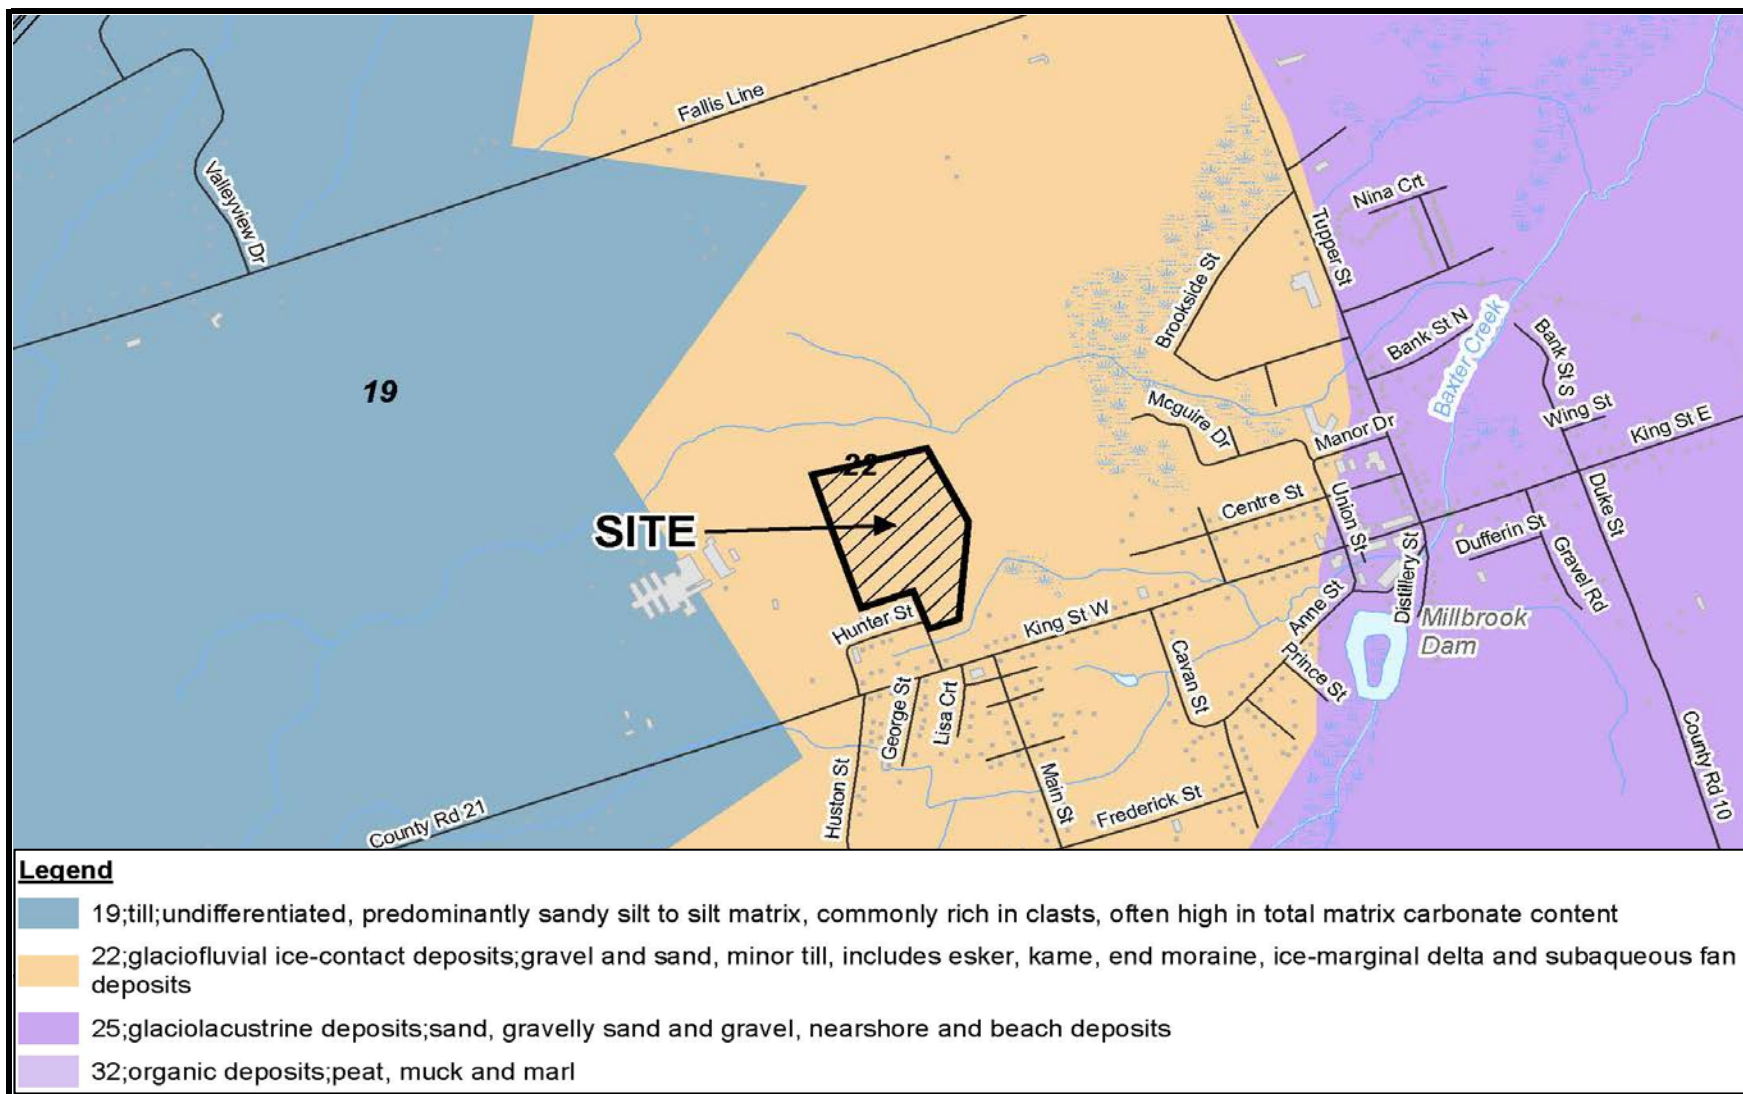 Fallis Line
Valleyview Dr
Nina Crt
Tupper St
Brookside St
Bank St N
Baxter Creek
Bank St S
Wing St
King St E
19
Mcguire Dr
Manor Dr
22
SITE
Centre St
Union St
Duke St
Dufferin St
Gravel Rd
Distillery St
Anne St
Millbrook
Dam
Hunter St
King St W
Prince St
Cavan St
George St
Lisa Crt
Huston St
Main St
Frederick St
County Rd 21
County Rd 10
Legend
19;till;undifferentiated, predominantly sandy silt to silt matrix, commonly rich in clasts, often high in total matrix carbonate content
22;glaciofluvial ice-contact deposits;gravel and sand, minor till, includes esker, kame, end moraine, ice-marginal delta and subaqueous fan
deposits
25;glaciolacustrine deposits;sand, gravelly sand and gravel, nearshore and beach deposits
32;organic deposits;peat, muck and marl